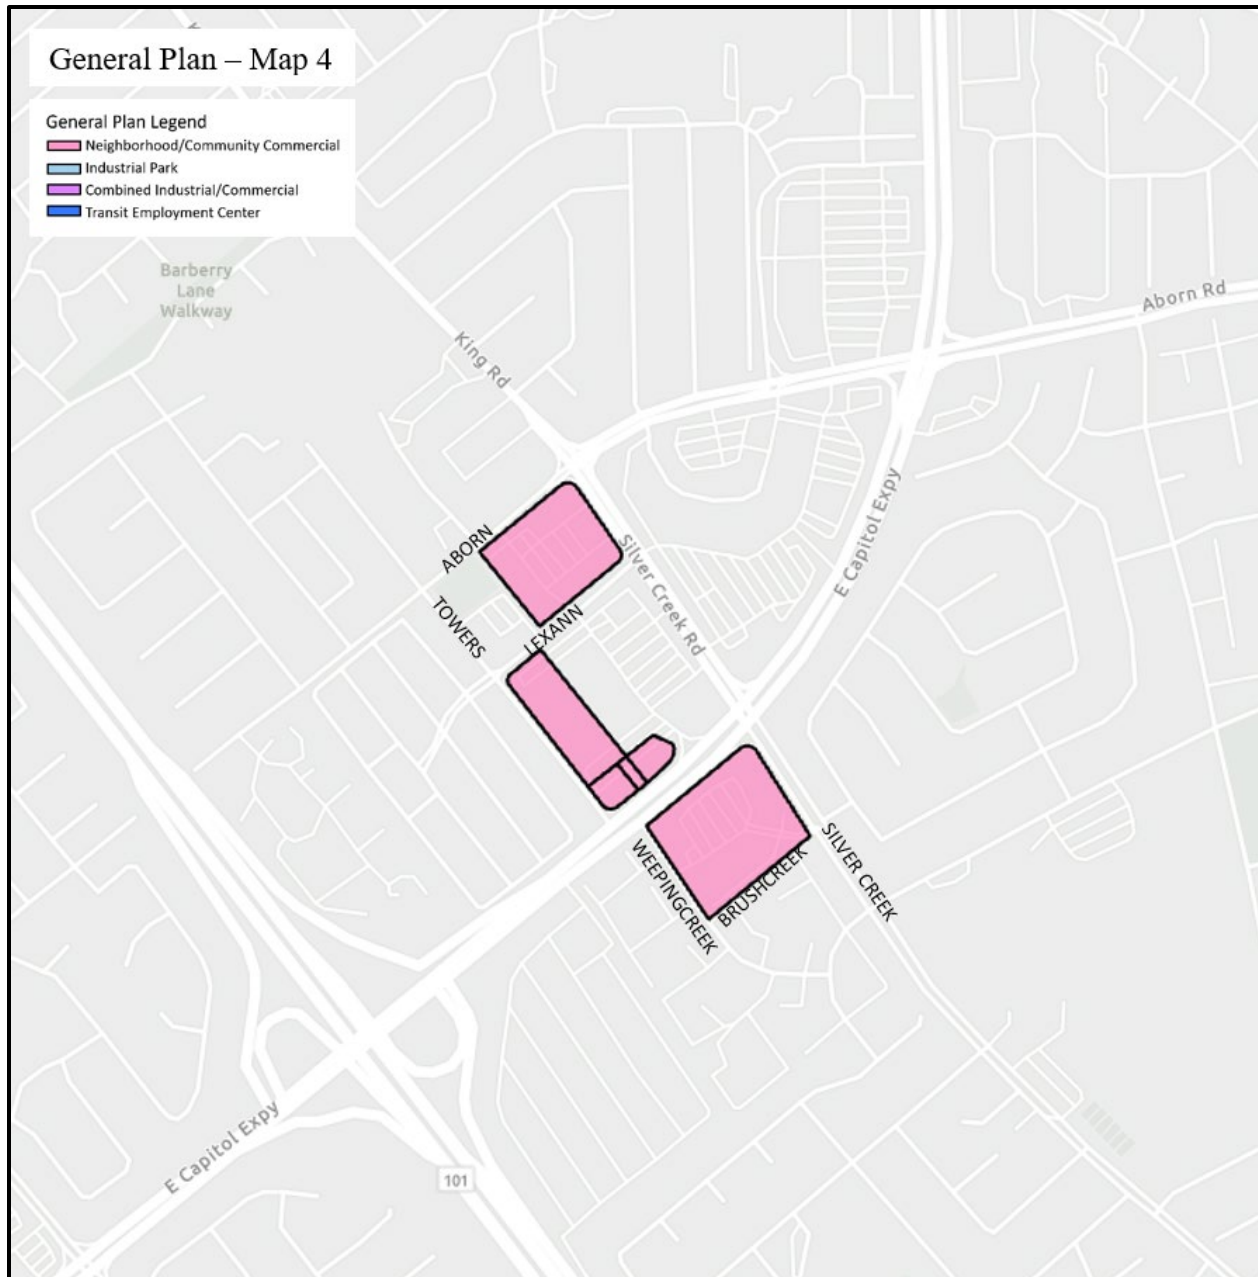 General Plan – Map 4
General Plan Legend
Neighborhood/Community Commercial
Industrial Park
Combined Industrial/Commercial
Transit Employment Center
Barberry
Lane
Walkway
Aborn Rd
King Rd
E Capitol Expy
ABORN
Silver Creek Rd
TOWERS
LEXANN
SILVER CREEK
WEEPINGCREEK
BRUSHCREEK
E Capitol Expy
101